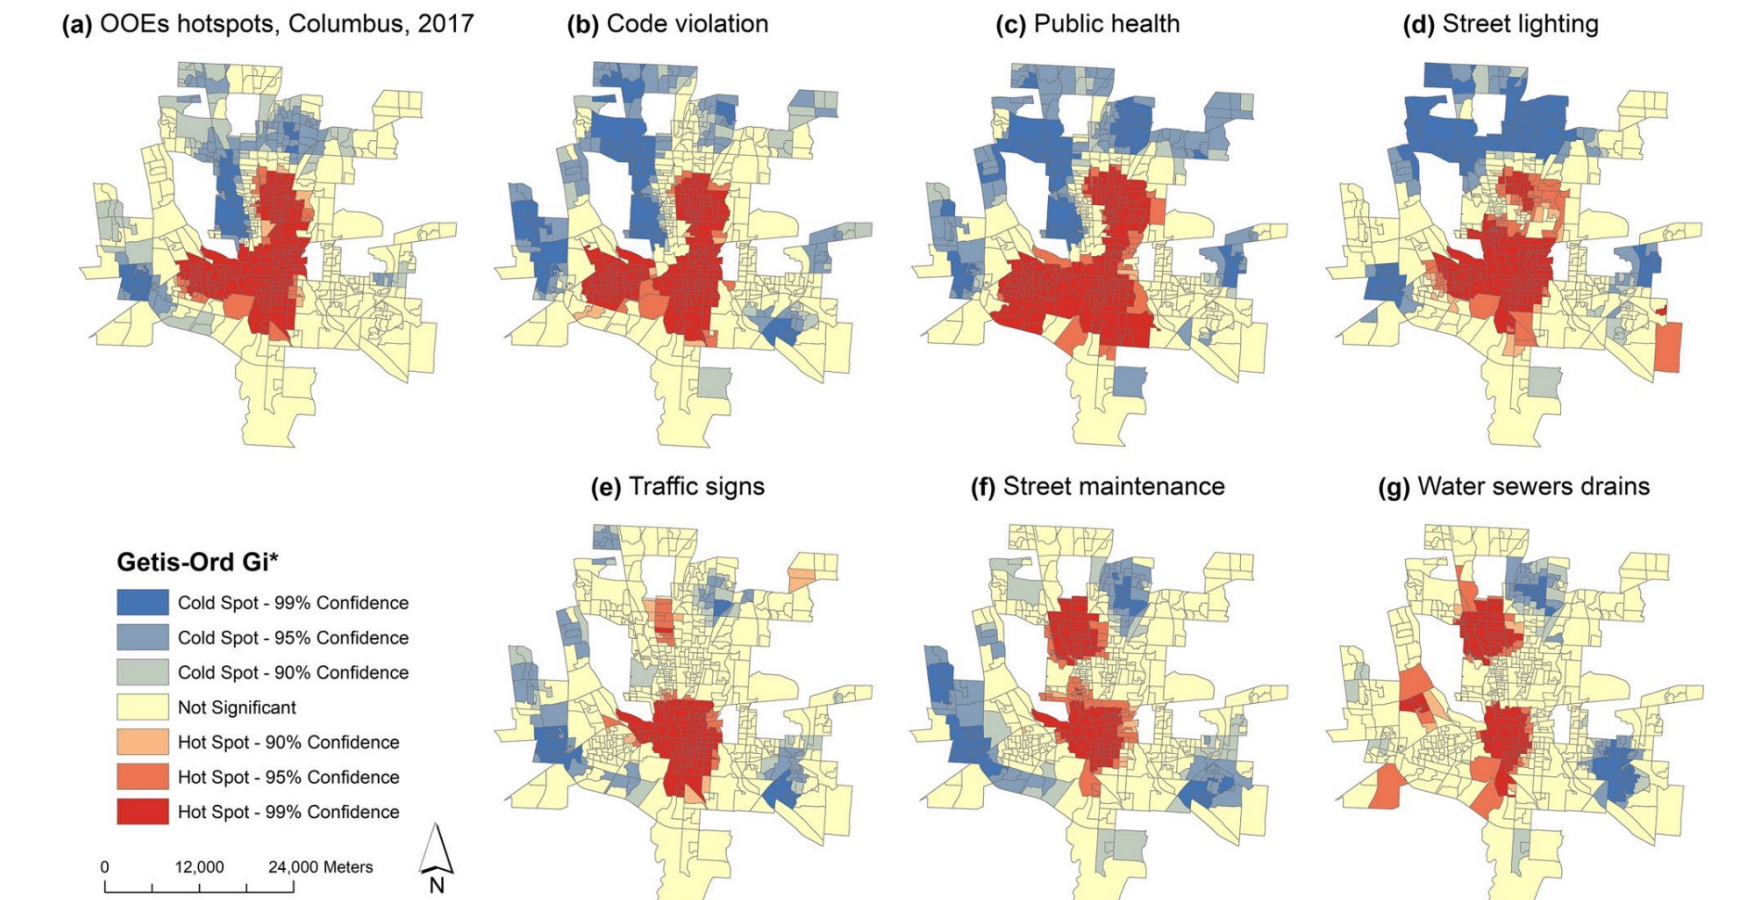 (a) OOEs hotspots, Columbus, 2017
(b) Code violation
(c) Public health
(d) Street lighting
(e) Traffic signs
(f) Street maintenance
(g) Water sewers drains
Getis-Ord Gi*
Cold Spot - 99% Confidence
Cold Spot - 95% Confidence
Cold Spot - 90% Confidence
Not Significant
Hot Spot - 90% Confidence
Hot Spot - 95% Confidence
Hot Spot - 99% Confidence
0 12,000 24,000 Meters
N